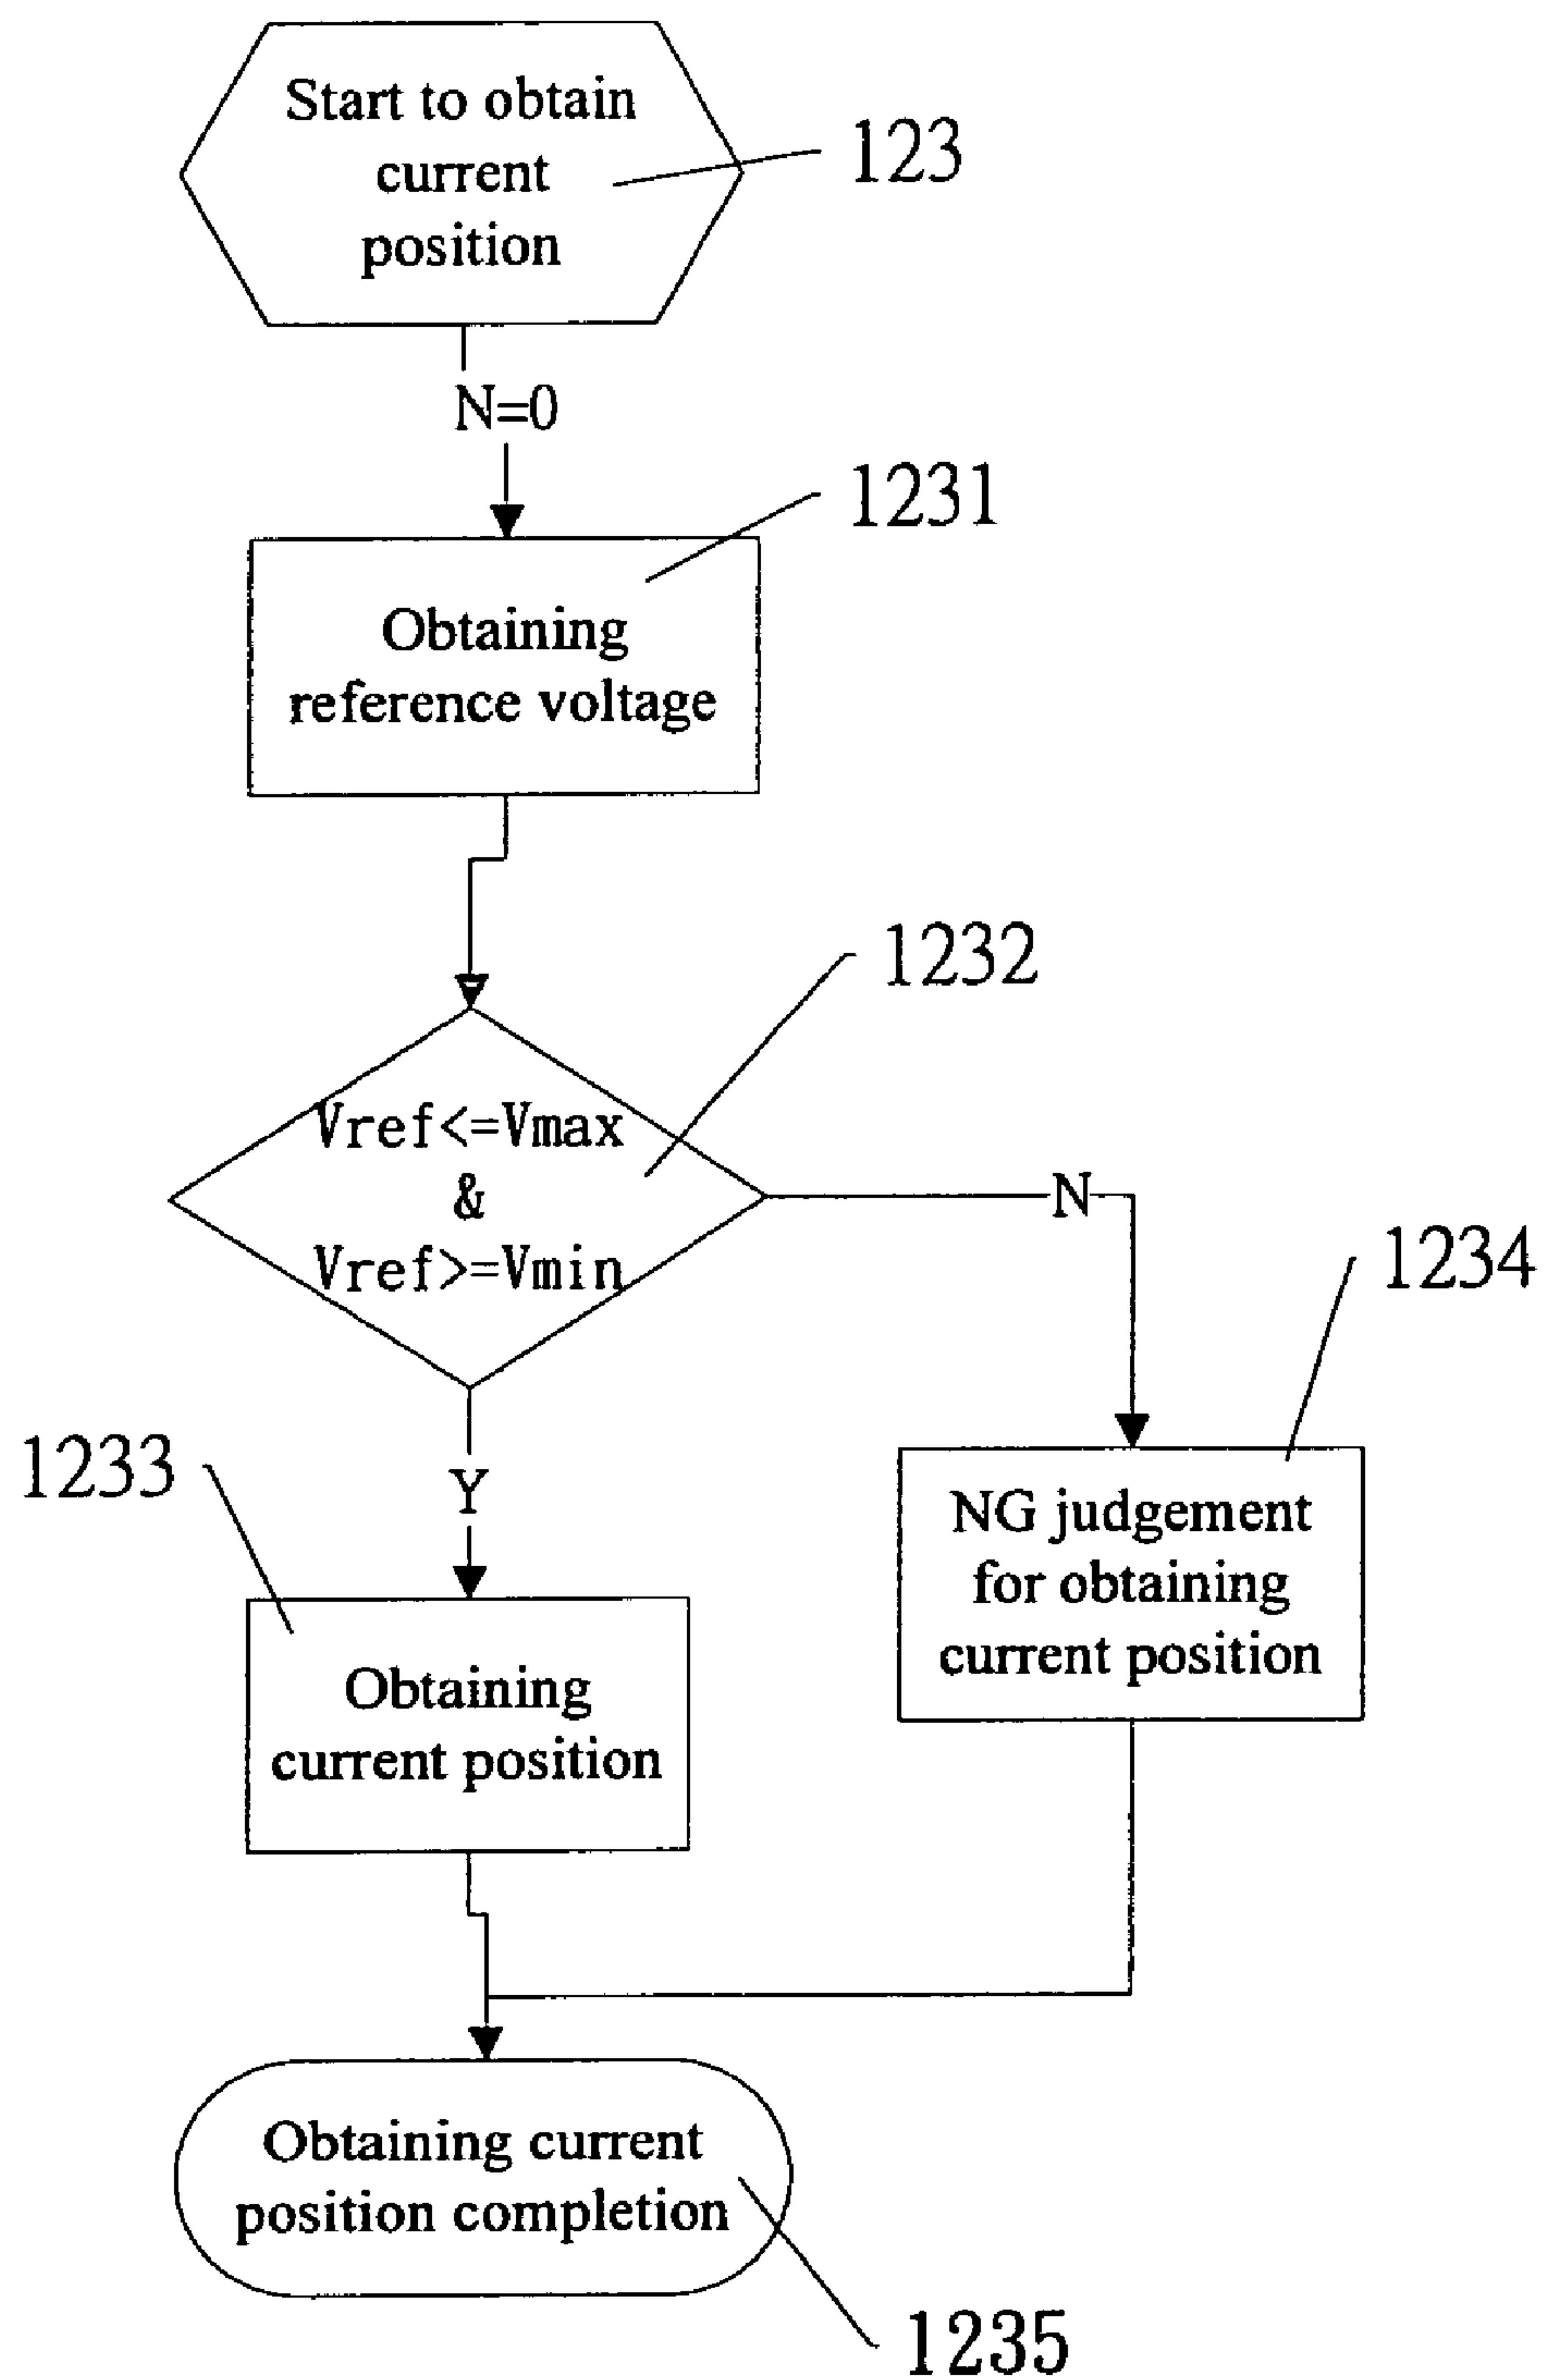 Start to obtain
current
position
123
N=0
1231
Obtaining
reference voltage
1232
Vref<=Vmax
&
Vref>=Vmin
N
1234
1233
Y
NG judgement
for obtaining
current position
Obtaining
current position
Obtaining current
position completion
1235